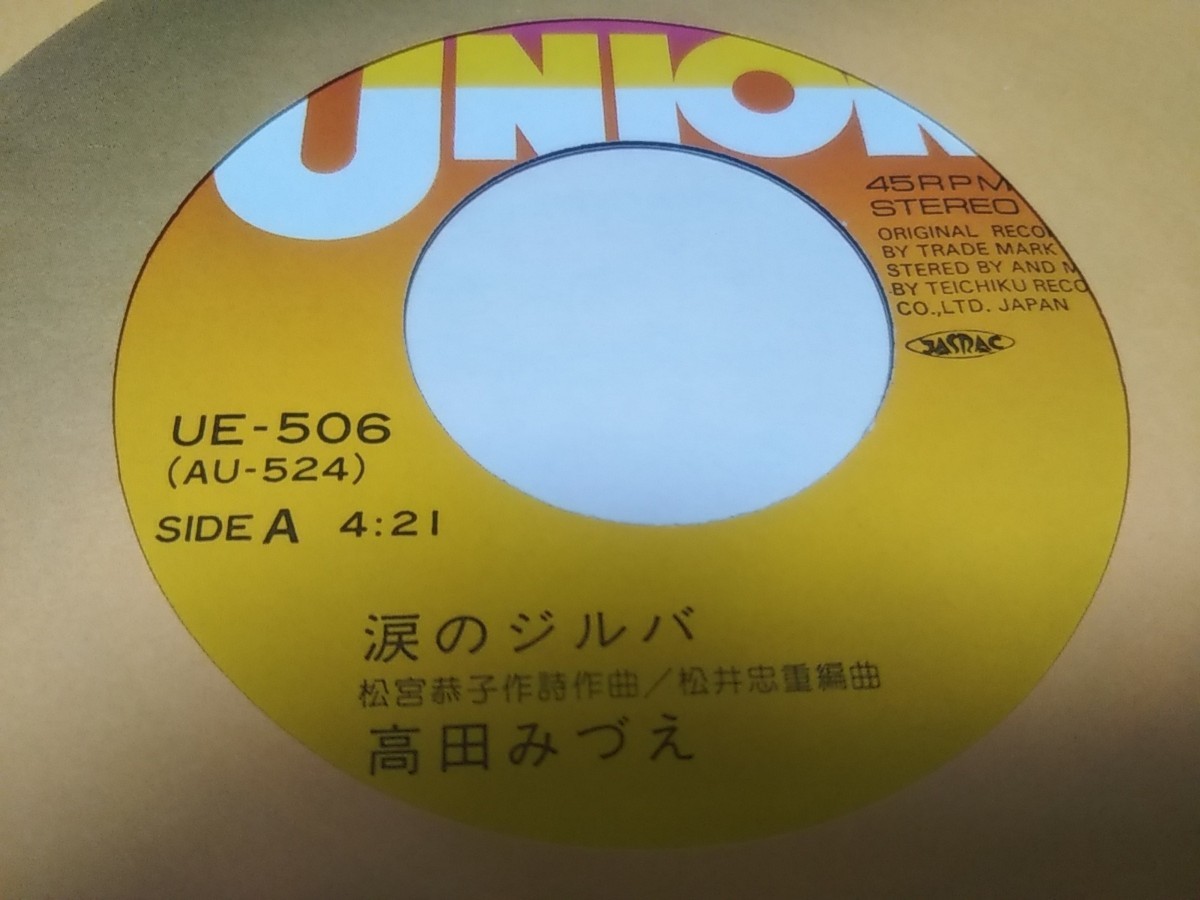 UNION
45RPM
STEREO
ORIGINAL RECO
BY TRADE MARK
STERED BY AND M
BY TEICHIKU RECO
CO.,LTD. JAPAN
JASRAC
UE-506
(AU-524)
SIDE A 4:21
涙のジルバ
松宮恭子作詩作曲／松井忠重編曲
高田みづえ